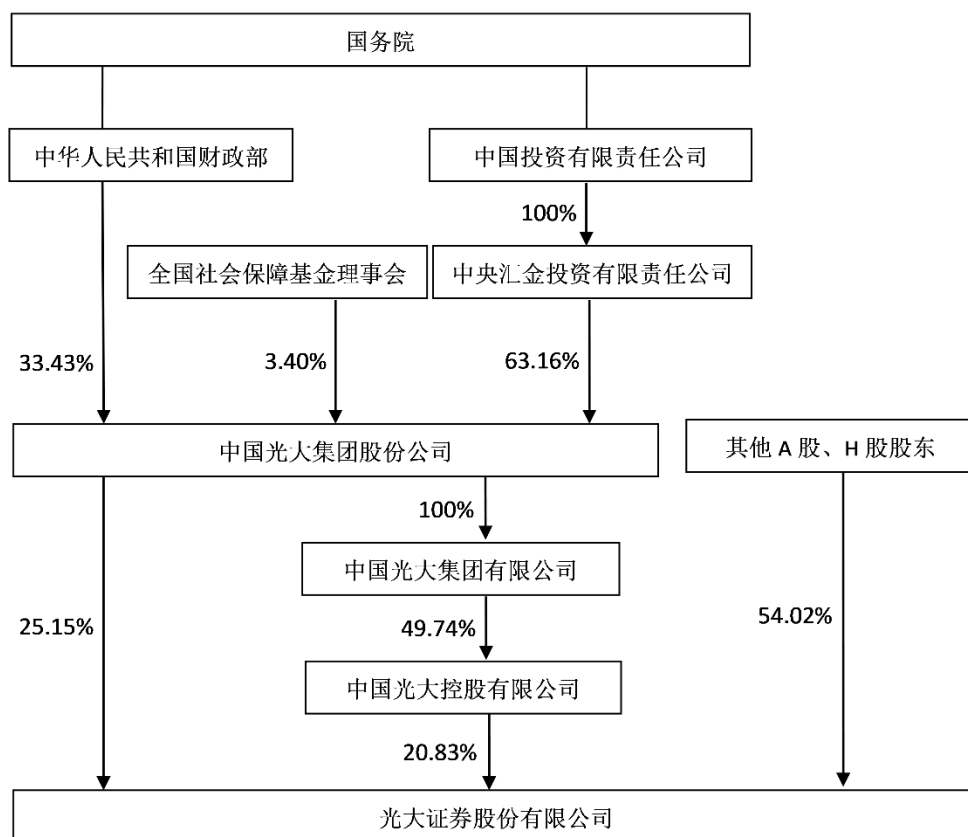 国务院
中华人民共和国财政部
中国投资有限责任公司
100%
全国社会保障基金理事会
中央汇金投资有限责任公司
33.43%
3.40%
63.16%
中国光大集团股份公司
其他 A 股、H 股股东
100%
中国光大集团有限公司
25.15%
49.74%
54.02%
中国光大控股有限公司
20.83%
光大证券股份有限公司